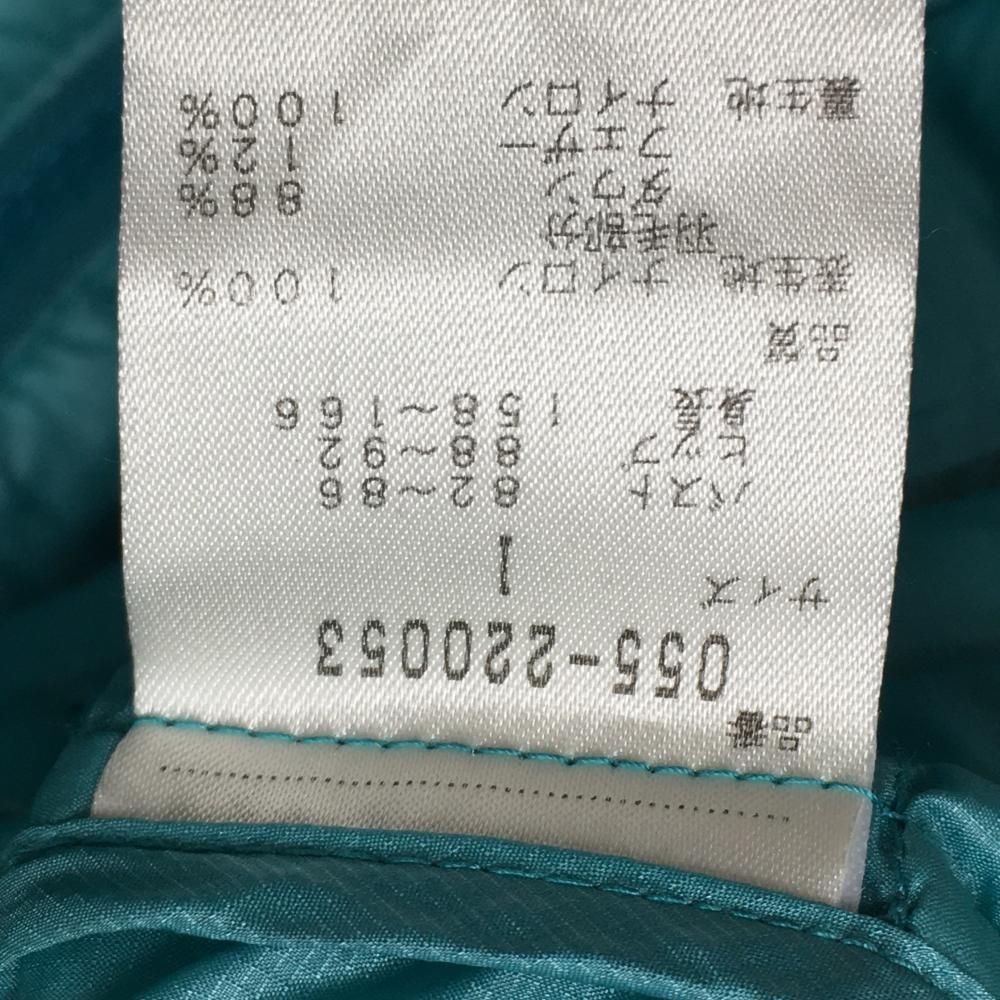 品番
055-220053
サイズ
1
バスト 82～86
ヒップ 88～926
身長 158～166
品質
表生地 ナイロン 100%
羽毛部分
ダウン 88%
フェザー 12%
裏生地 ナイロン 100%